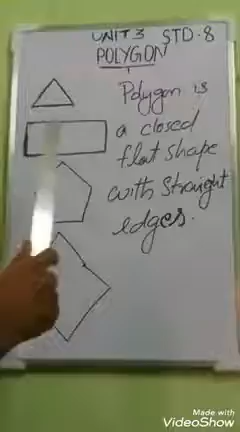 UNIT 3 STD. 8
POLYGON
Polygon is
a closed
flat shape
with straight
edges.
Made with
VideoShow